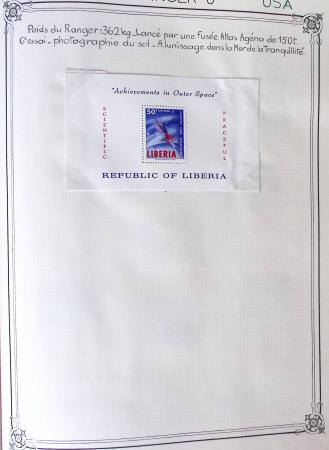 USA
Poids du Ranger: 362 kg _ Lancé par une Fusée Atlas Agéna de 150t
6e essai _ photographie du sol _ Alunissage dans la Mer de la Tranquillité
"Achievements in Outer Space"
SCIENTIFIC
50c
LIBERIA
PEACEFUL
REPUBLIC OF LIBERIA